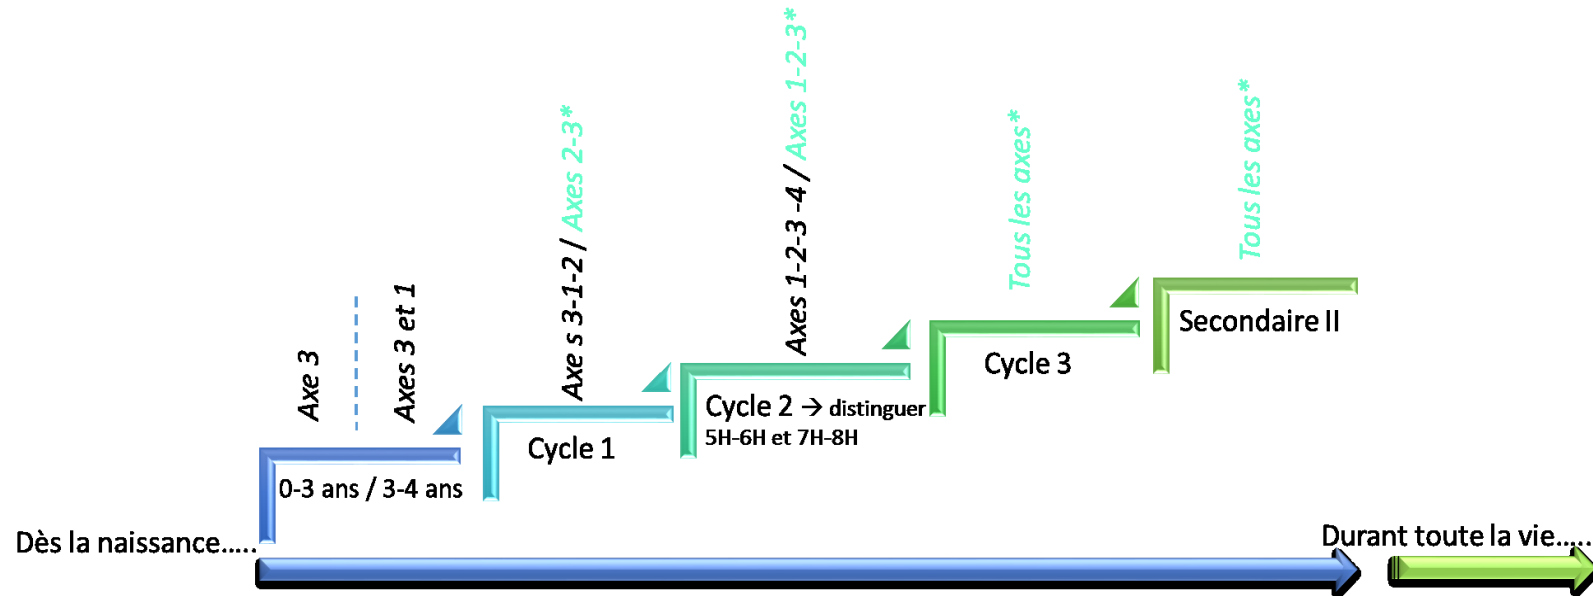 Axe 3
Axes 3 et 1
Axe s 3-1-2 / Axes 2-3*
Axes 1-2-3 -4 / Axes 1-2-3*
Tous les axes*
Tous les axes*
Secondaire II
Cycle 3
Cycle 2 → distinguer
5H-6H et 7H-8H
Cycle 1
0-3 ans / 3-4 ans
Dès la naissance.....
Durant toute la vie.....